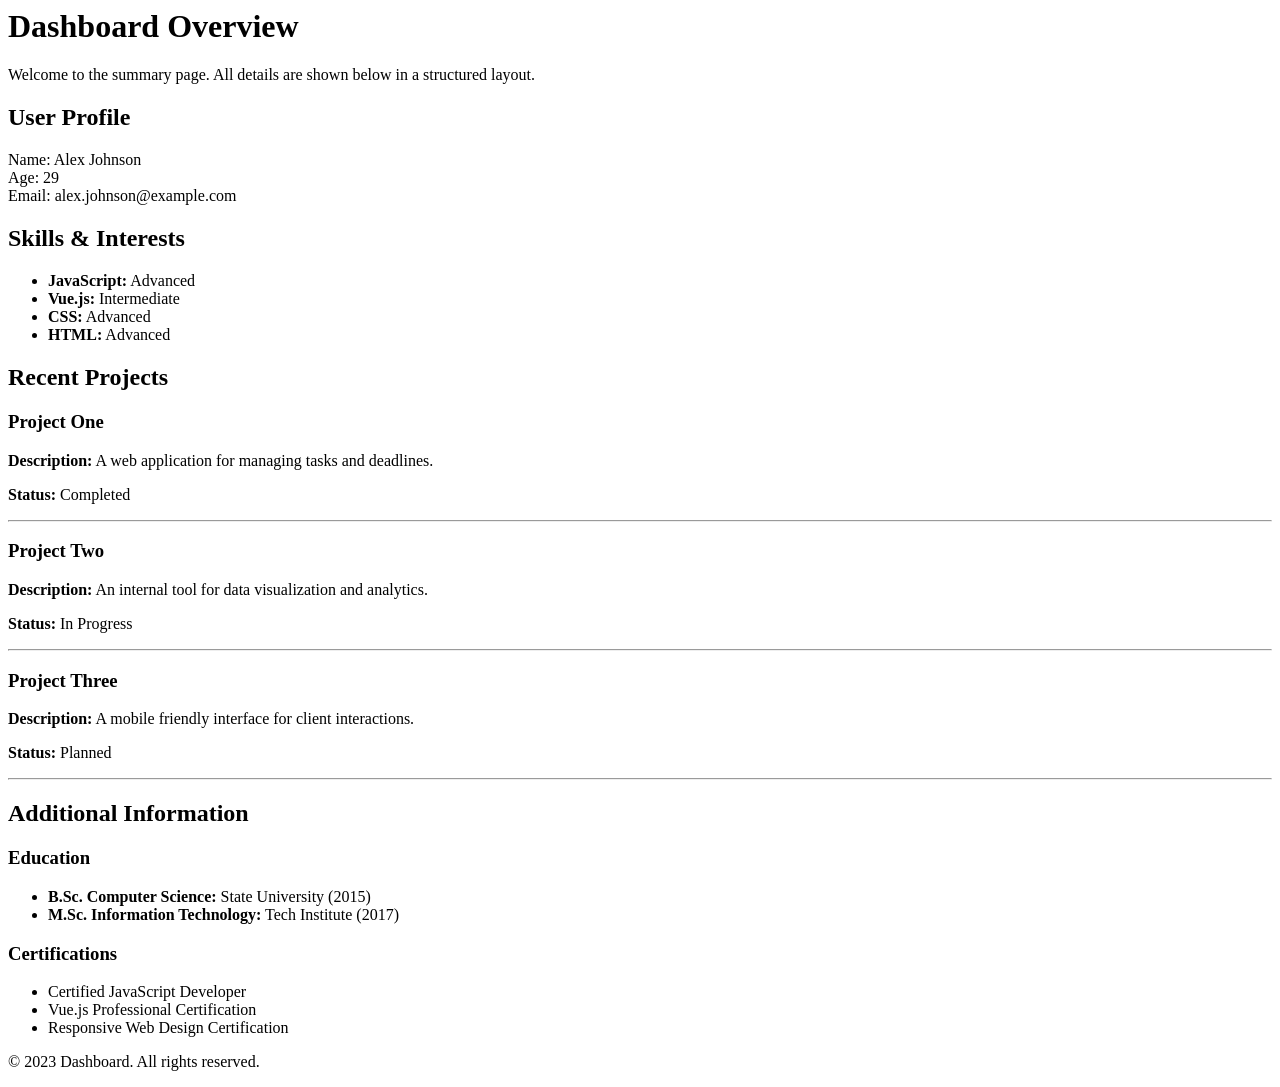 Dashboard Overview
Welcome to the summary page. All details are shown below in a structured layout.
User Profile
Name: Alex Johnson
Age: 29
Email: alex.johnson@example.com
Skills & Interests
JavaScript: Advanced
Vue.js: Intermediate
CSS: Advanced
HTML: Advanced
Recent Projects
Project One
Description: A web application for managing tasks and deadlines.
Status: Completed
Project Two
Description: An internal tool for data visualization and analytics.
Status: In Progress
Project Three
Description: A mobile friendly interface for client interactions.
Status: Planned
Additional Information
Education
B.Sc. Computer Science: State University (2015)
M.Sc. Information Technology: Tech Institute (2017)
Certifications
Certified JavaScript Developer
Vue.js Professional Certification
Responsive Web Design Certification
© 2023 Dashboard. All rights reserved.